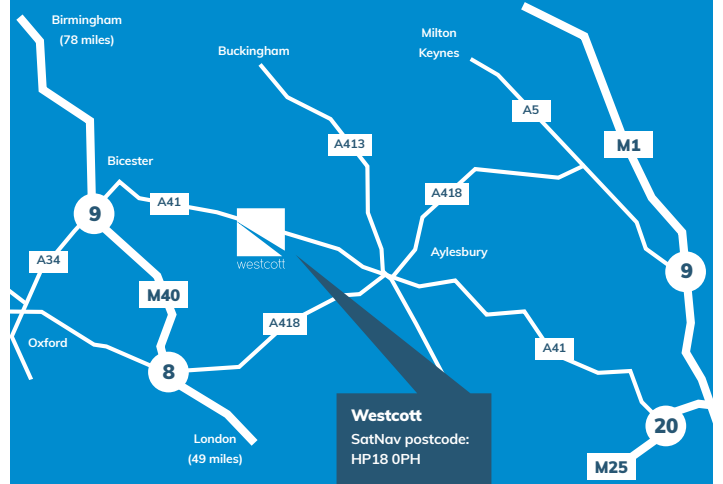 Birmingham
(78 miles)
Buckingham
Milton
Keynes
A5
A413
M1
Bicester
A41
A418
9
westcott
Aylesbury
A34
9
M40
A418
Oxford
A41
8
Westcott
SatNav postcode:
HP18 0PH
20
London
(49 miles)
M25